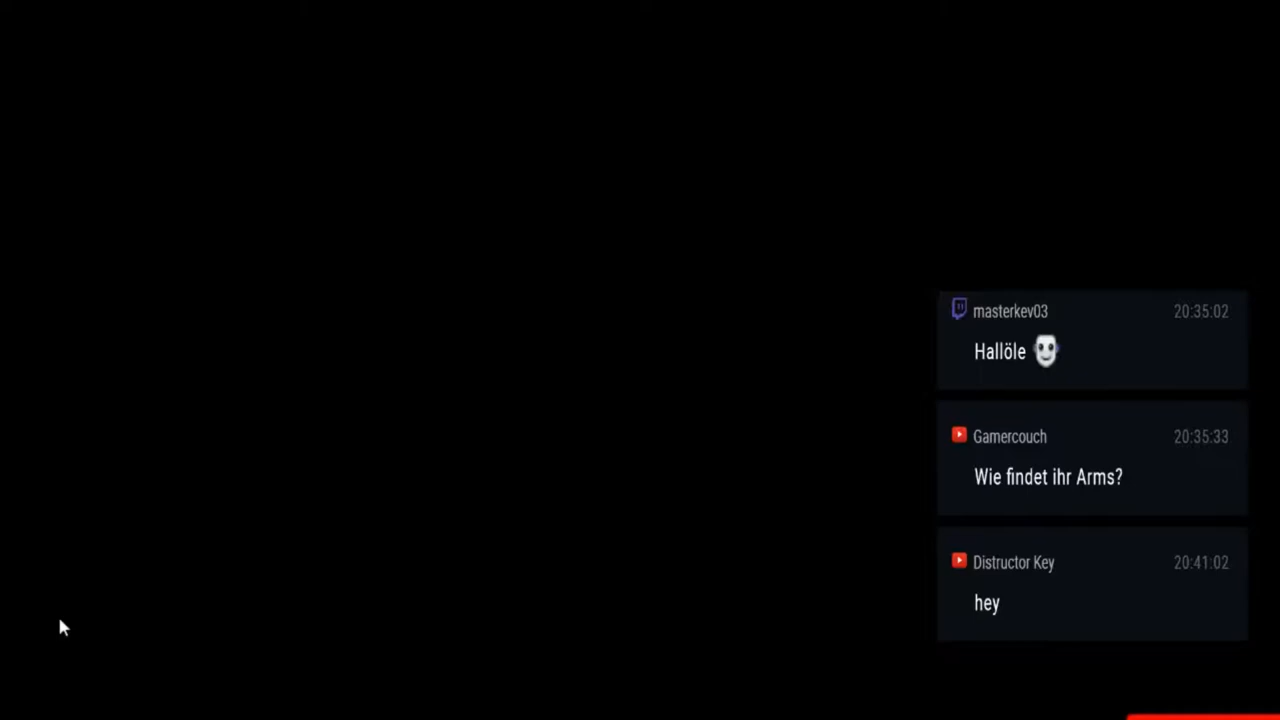 masterkev03 20:35:02
Hallöle
Gamercouch 20:35:33
Wie findet ihr Arms?
Distructor Key 20:41:02
hey